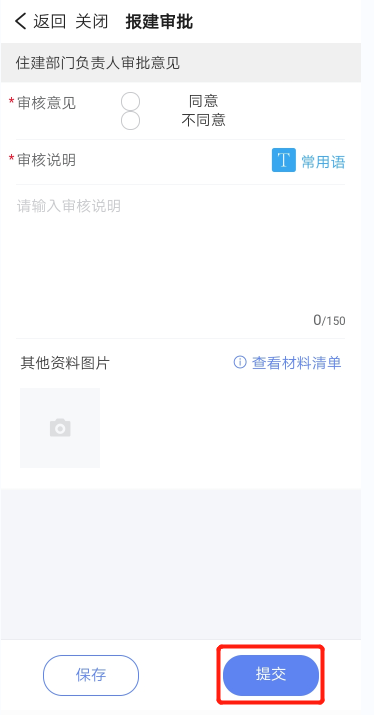 返回 关闭 报建审批
住建部门负责人审批意见
*审核意见 同意
不同意
*审核说明 T 常用语
请输入审核说明
0/150
其他资料图片 查看材料清单
保存 提交